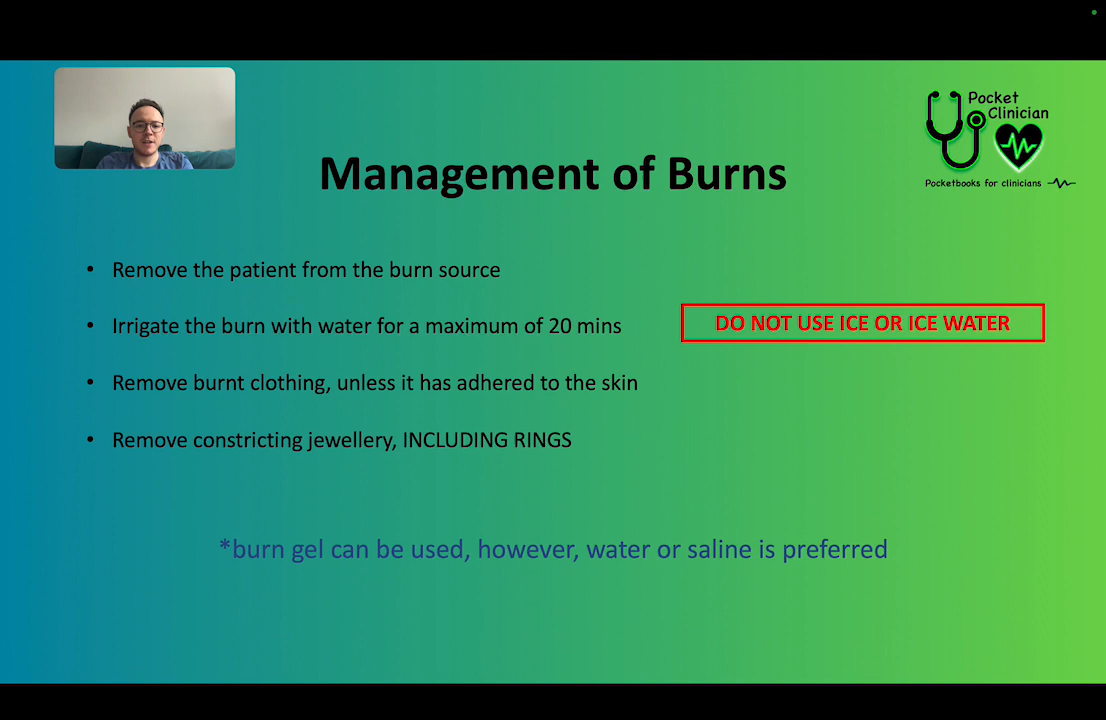 Pocket
Clinician
Pocketbooks for clinicians
Management of Burns
• Remove the patient from the burn source
• Irrigate the burn with water for a maximum of 20 mins
DO NOT USE ICE OR ICE WATER
• Remove burnt clothing, unless it has adhered to the skin
• Remove constricting jewellery, INCLUDING RINGS
*burn gel can be used, however, water or saline is preferred